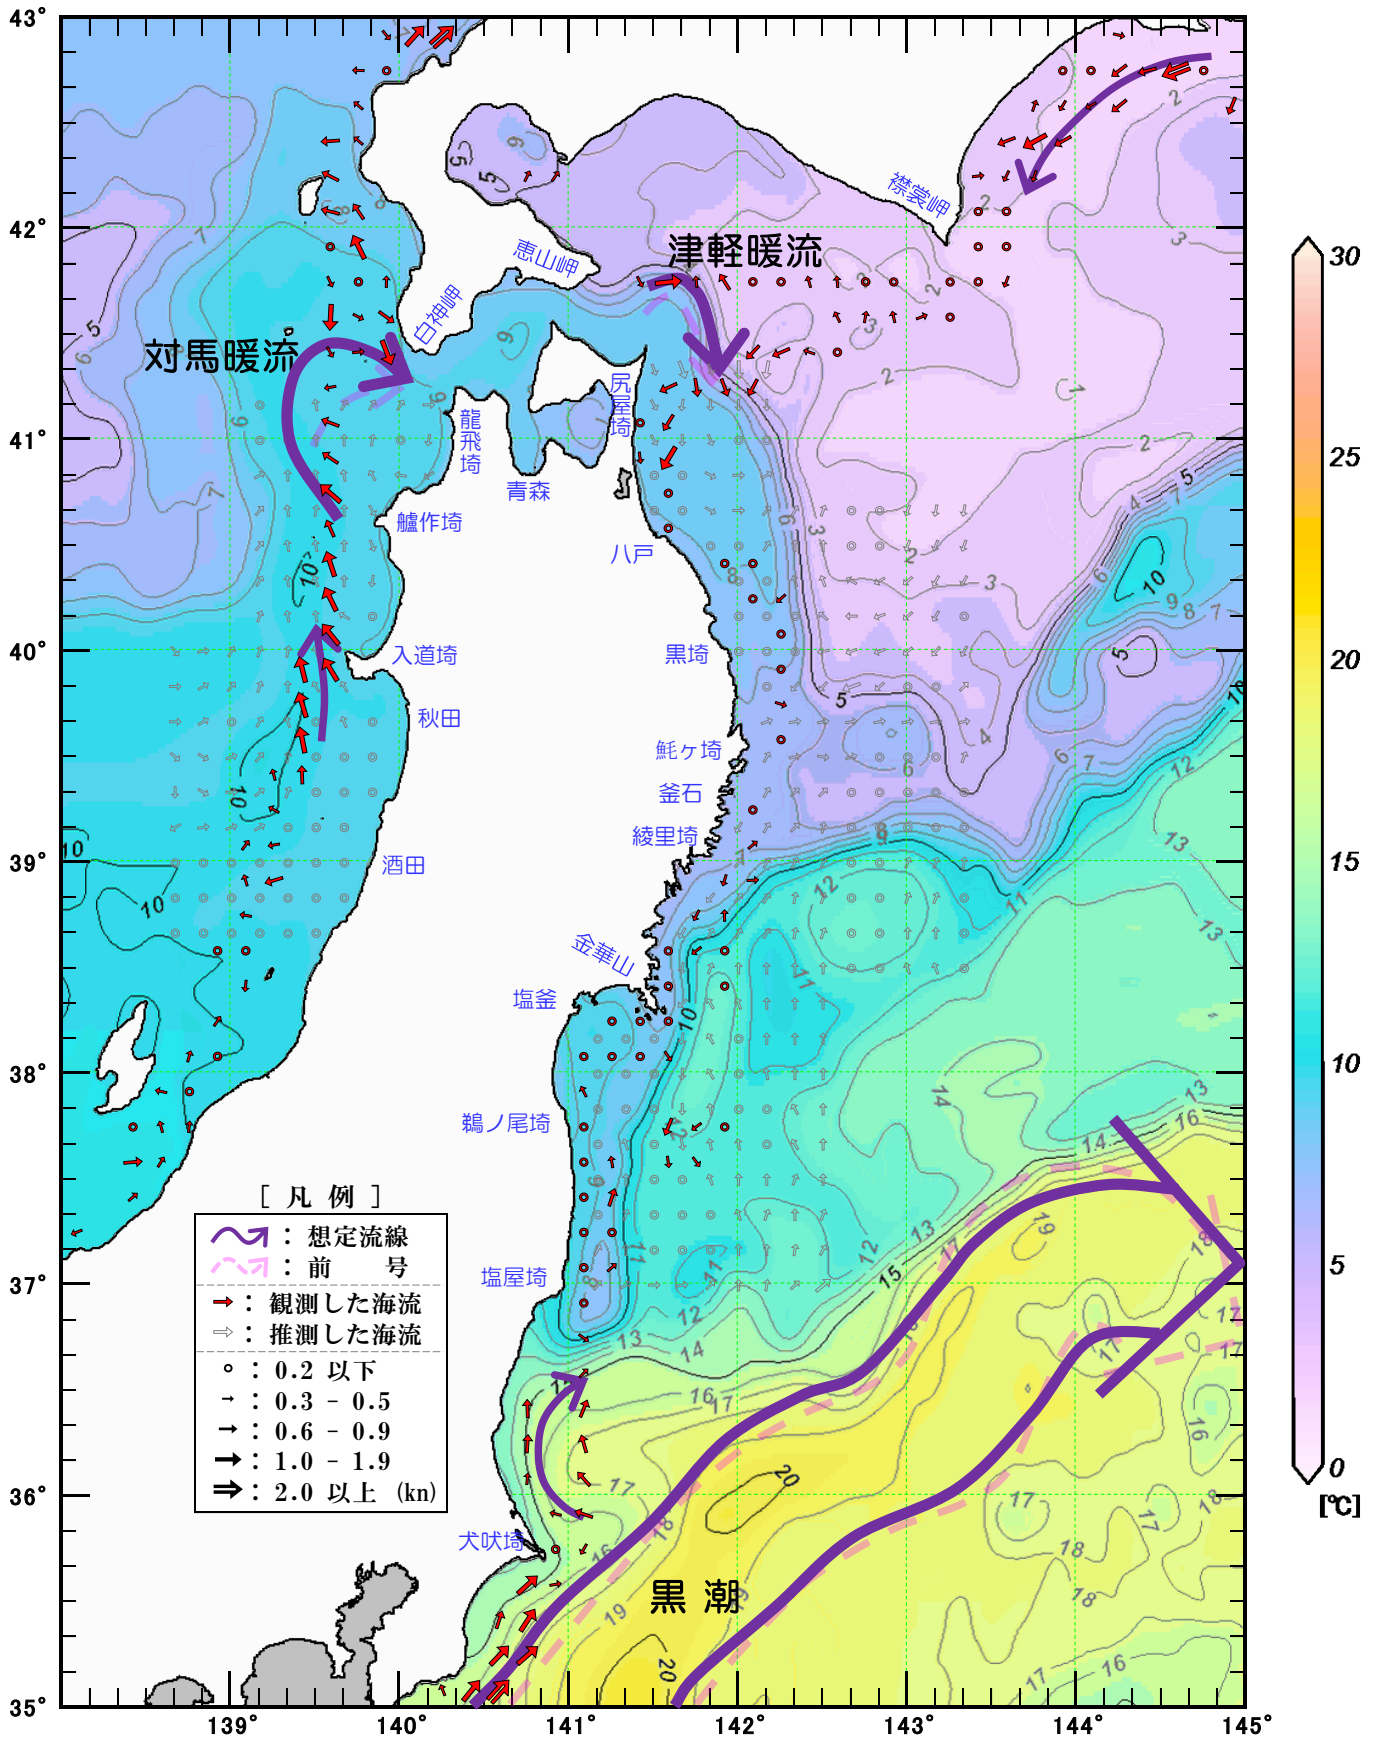 43°
42°
41°
40°
39°
38°
37°
36°
35°
139°
140°
141°
142°
143°
144°
145°
襟裳岬
恵山岬
津軽暖流
白神岬
対馬暖流
尻屋埼
龍飛埼
青森
艫作埼
八戸
入道埼
黒埼
秋田
魹ヶ埼
釜石
綾里埼
酒田
金華山
塩釜
鵜ノ尾埼
塩屋埼
犬吠埼
黒潮
[ 凡 例 ]
: 想定流線
: 前 号
: 観測した海流
: 推測した海流
: 0.2 以下
: 0.3 - 0.5
: 0.6 - 0.9
: 1.0 - 1.9
: 2.0 以上 (kn)
30
25
20
15
10
5
0
[℃]